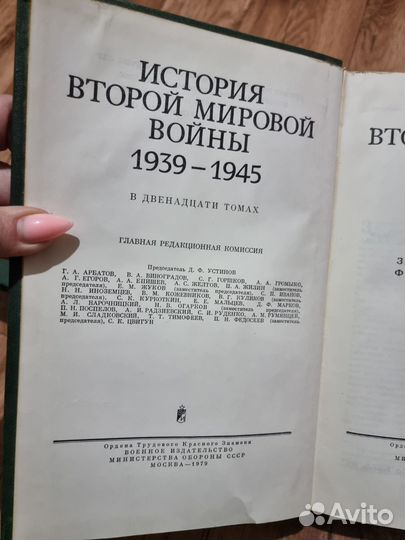 ИСТОРИЯ
ВТОРОЙ МИРОВОЙ
ВОЙНЫ
1939 – 1945
В ДВЕНАДЦАТИ ТОМАХ
ГЛАВНАЯ РЕДАКЦИОННАЯ КОМИССИЯ
Председатель Д. Ф. УСТИНОВ
Г. А. АРБАТОВ, В. А. ВИНОГРАДОВ, С. Г. ГОРШКОВ, А. А. ГРОМЫКО,
А. Г. ЕГОРОВ, А. А. ЕПИШЕВ, А. С. ЖЕЛТОВ, П. А. ЖИЛИН (заместитель
председателя), Е. М. ЖУКОВ (заместитель председателя), С. П. ИВАНОВ,
Н. Н. ИНОЗЕМЦЕВ, В. М. КОЖЕВНИКОВ, В. Г. КУЛИКОВ (заместитель
председателя), С. К. КУРКОТКИН, Е. Е. МАЛЬЦЕВ, Д. Ф. МАРКОВ,
А. Л. НАРОЧНИЦКИЙ, Н. В. ОГАРКОВ (заместитель председателя),
П. Н. ПОСПЕЛОВ, А. И. РАДЗИЕВСКИЙ, С. И. РУДЕНКО, А. М. РУМЯНЦЕВ,
М. И. СЛАДКОВСКИЙ, Т. Т. ТИМОФЕЕВ, П. Н. ФЕДОСЕЕВ (заместитель
председателя), С. К. ЦВИГУН
Ордена Трудового Красного Знамени
ВОЕННОЕ ИЗДАТЕЛЬСТВО
МИНИСТЕРСТВА ОБОРОНЫ СССР
МОСКВА—1979
ВТО
З
Ф
МИНИС
Avito